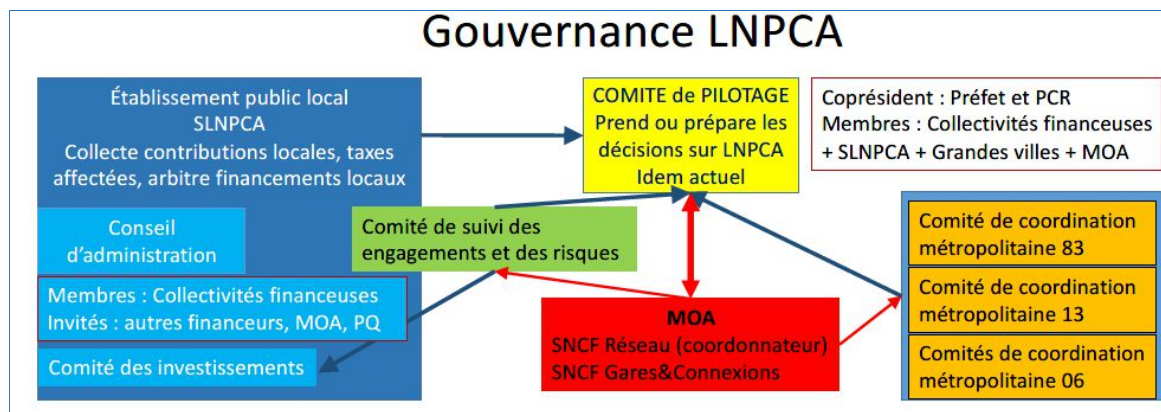 Gouvernance LNPCA
Établissement public local
SLNPCA
Collecte contributions locales, taxes
affectées, arbitre financements locaux
Conseil
d'administration
Membres : Collectivités financeuses
Invités : autres financeurs, MOA, PQ
Comité des investissements
Comité de suivi des
engagements et des risques
COMITE de PILOTAGE
Prend ou prépare les
décisions sur LNPCA
Idem actuel
MOA
SNCF Réseau (coordonnateur)
SNCF Gares&Connexions
Coprésident : Préfet et PCR
Membres : Collectivités financeuses
+ SLNPCA + Grandes villes + MOA
Comité de coordination
métropolitaine 83
Comité de coordination
métropolitaine 13
Comités de coordination
métropolitaine 06